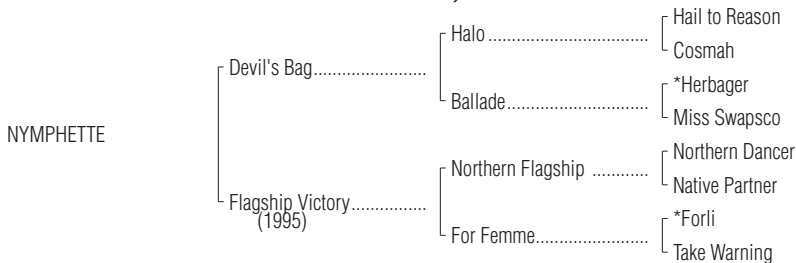 Hail to Reason
Halo
Cosmah
Devil's Bag
*Herbager
Ballade
Miss Swapsco
NYMPHETTE
Northern Dancer
Northern Flagship
Native Partner
Flagship Victory
(1995)
*Forli
For Femme
Take Warning